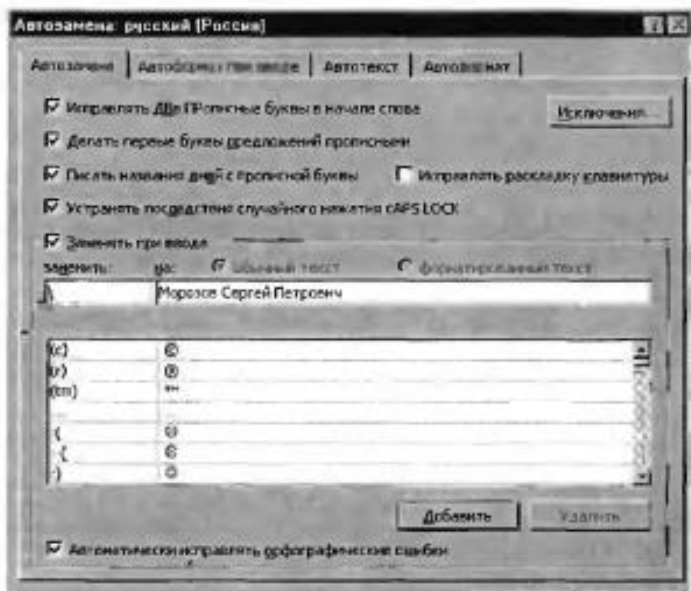 Автозамена: русский [Россия]
Автозамена Автоформат при вводе Автотекст Автоформат
Исправлять ДВе ПРописные буквы в начале слова Исключения...
Делать первые буквы предложений прописными
Писать названия дней с прописной буквы Исправлять раскладку клавиатуры
Устранять последствия случайного нажатия cAPS LOCK
Заменять при вводе
заменить: на: обычный текст форматированный текст
Морозов Сергей Петрович
(c) ©
(r) ®
(tm) ™
Добавить Удалить
Автоматически исправлять орфографические ошибки